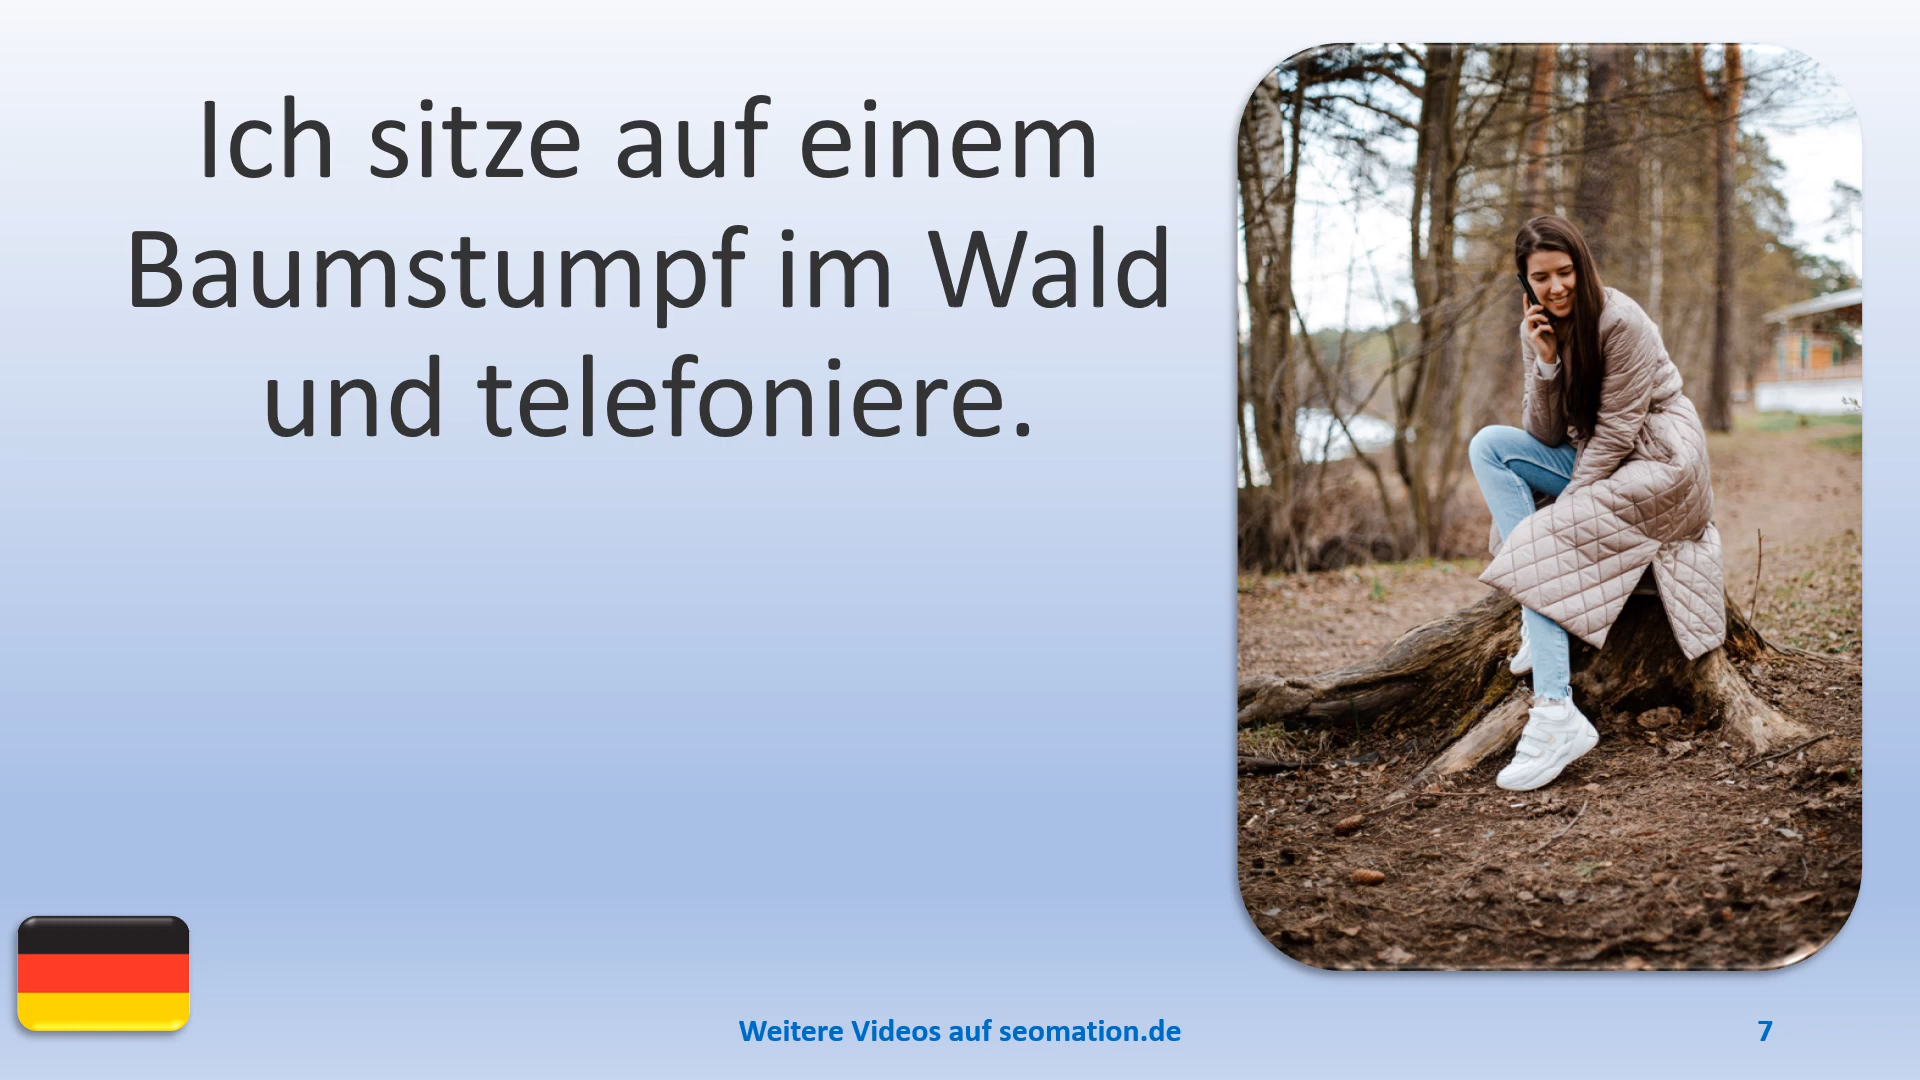 Ich sitze auf einem
Baumstumpf im Wald
und telefoniere.
Weitere Videos auf seomation.de
7